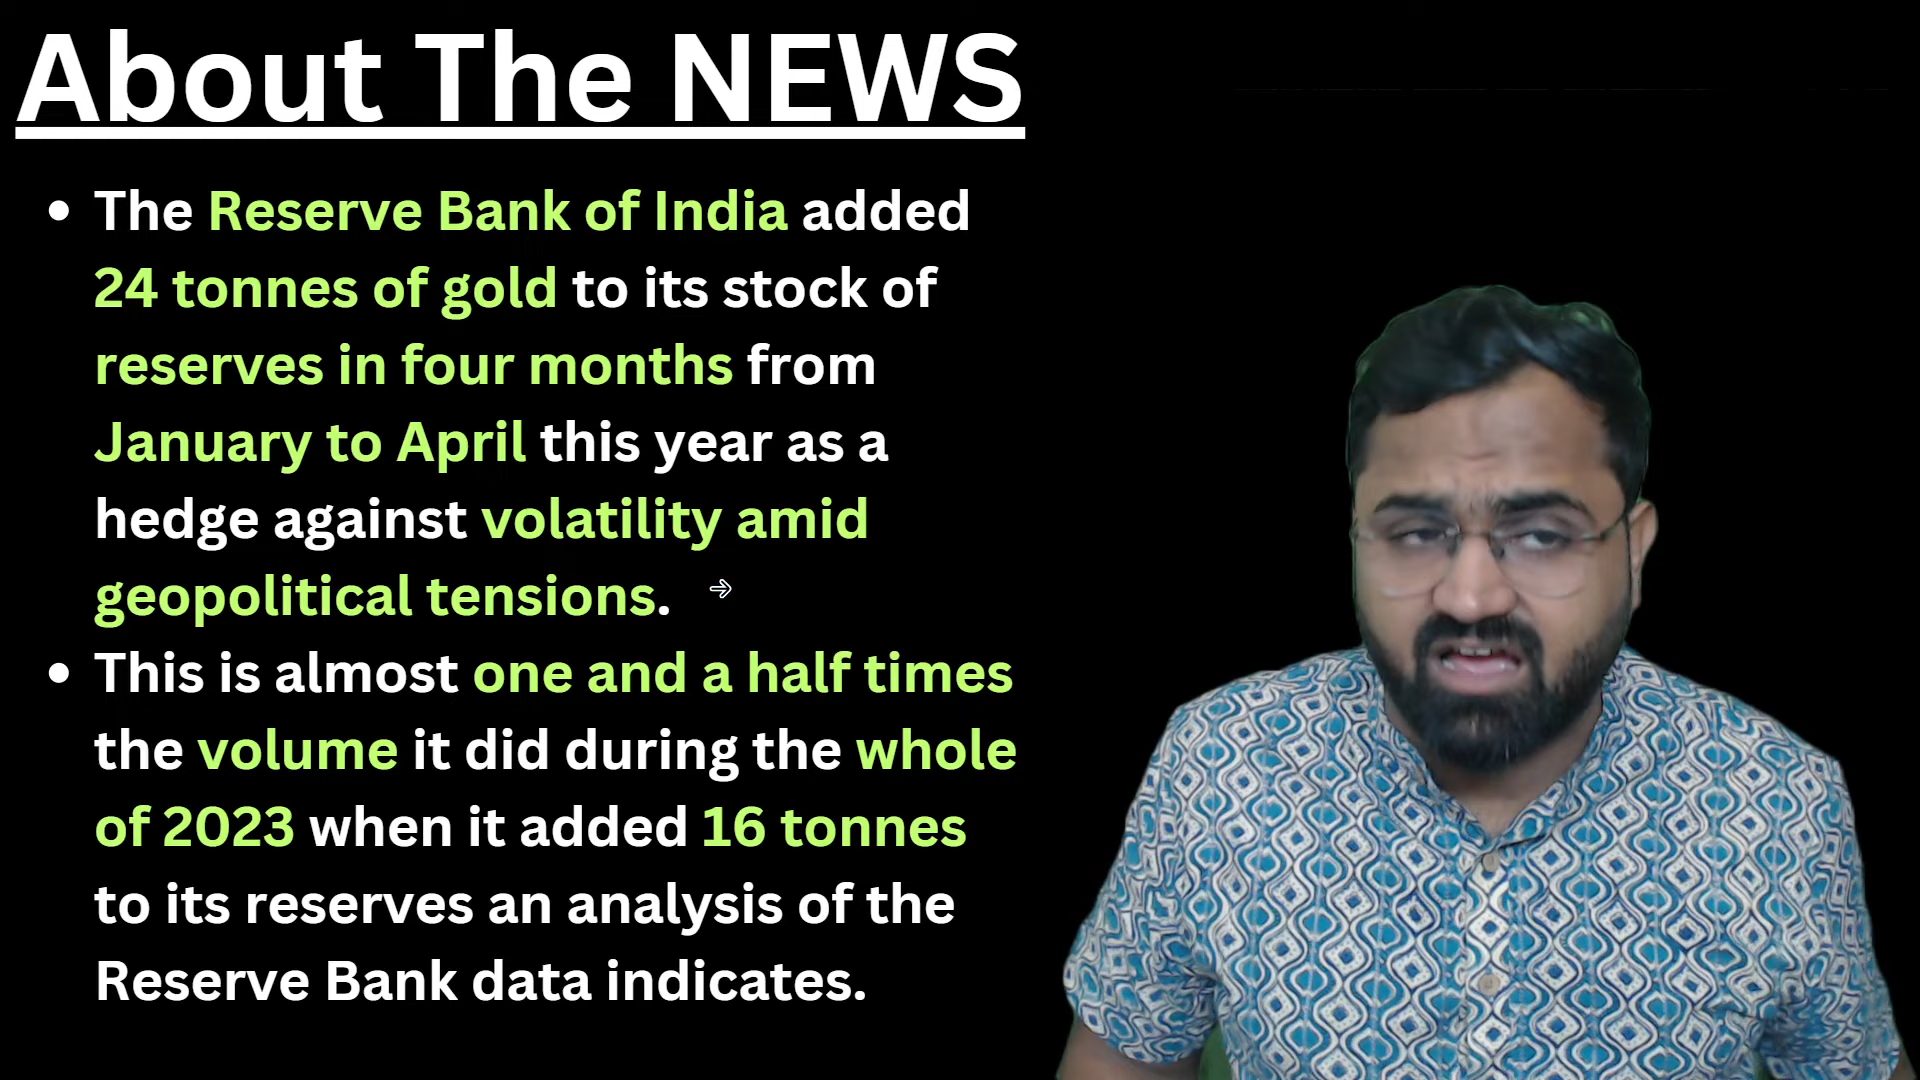 About The NEWS
• The Reserve Bank of India added
24 tonnes of gold to its stock of
reserves in four months from
January to April this year as a
hedge against volatility amid
geopolitical tensions.
• This is almost one and a half times
the volume it did during the whole
of 2023 when it added 16 tonnes
to its reserves an analysis of the
Reserve Bank data indicates.